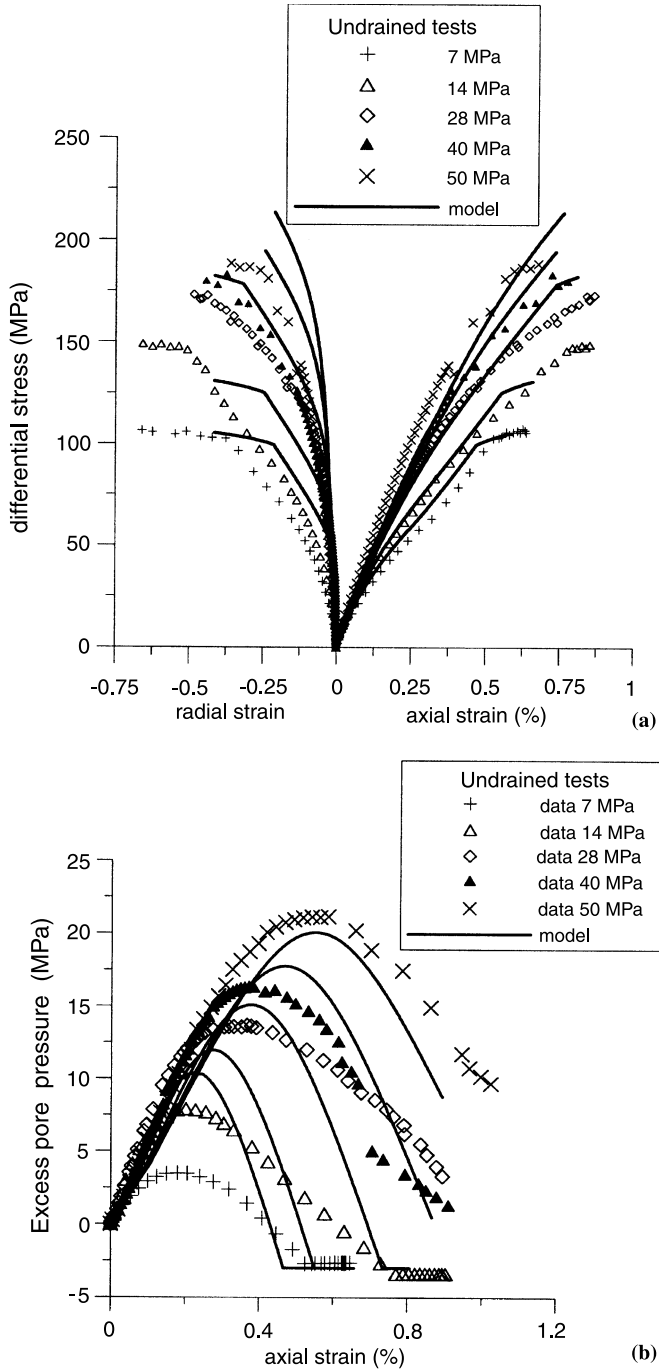 Undrained tests
7 MPa
14 MPa
28 MPa
40 MPa
50 MPa
model
250
200
150
100
50
0
differential stress (MPa)
-0.75 -0.5 -0.25 0 0.25 0.5 0.75 1
radial strain axial strain (%)
(a)
Undrained tests
data 7 MPa
data 14 MPa
data 28 MPa
data 40 MPa
data 50 MPa
model
25
20
15
10
5
0
-5
Excess pore pressure (MPa)
0 0.4 0.8 1.2
axial strain (%)
(b)